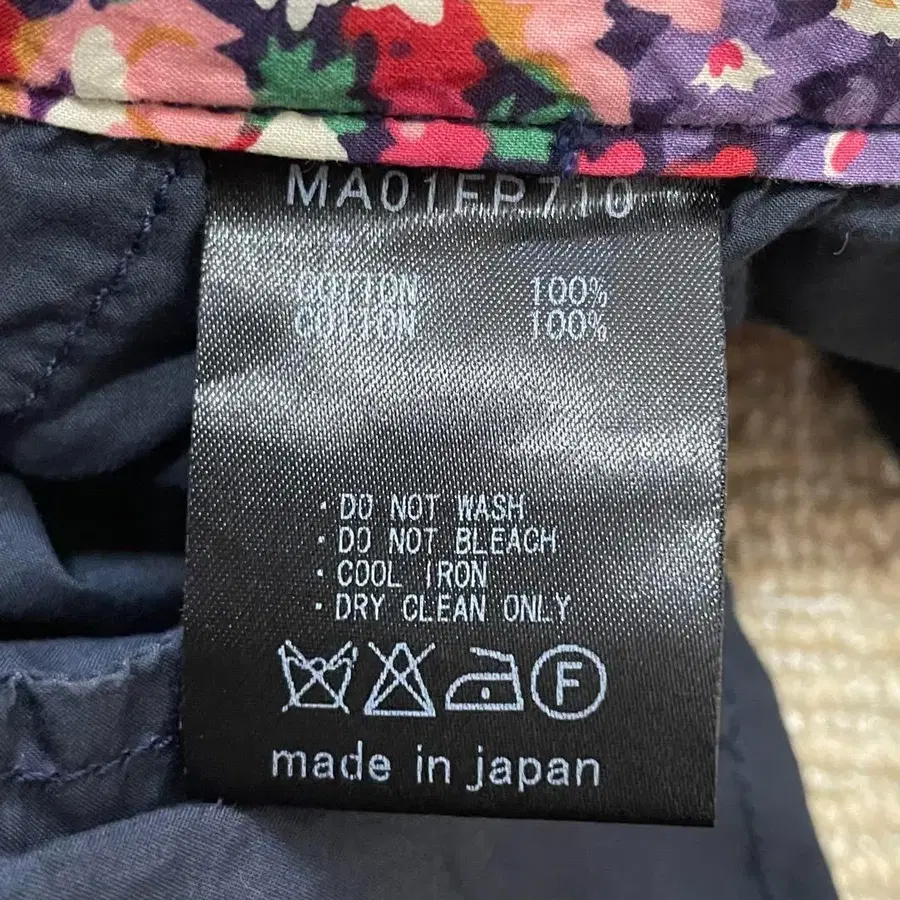 MA01FP710
COTTON 100%
COTTON 100%
· DO NOT WASH
· DO NOT BLEACH
· COOL IRON
· DRY CLEAN ONLY
F
made in japan